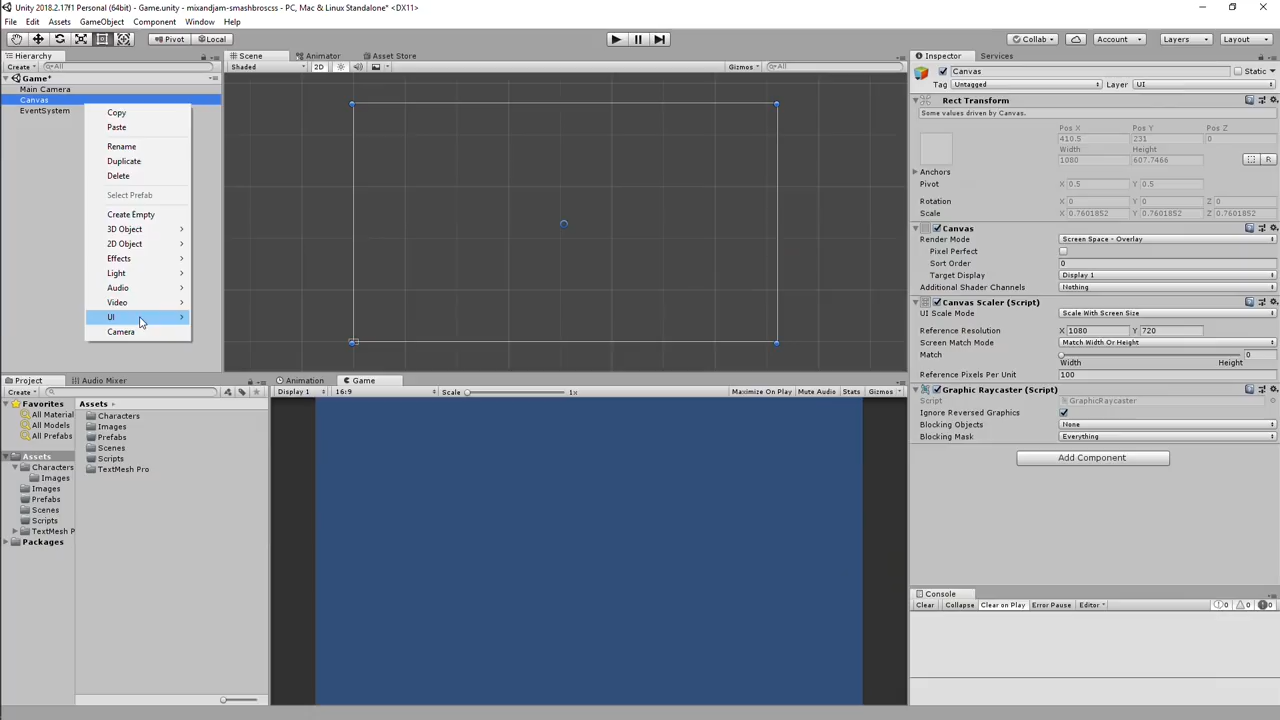 Unity 2018.2.17f1 Personal (64bit) - Game.unity - mixandjam-smashbroscss - PC, Mac & Linux Standalone* <DX11>
File Edit Assets GameObject Component Window Help
Pivot Local Collab Account Layers Layout
Hierarchy
Create All
Game*
Main Camera
Canvas
EventSystem
Copy
Paste
Rename
Duplicate
Delete
Select Prefab
Create Empty
3D Object
2D Object
Effects
Light
Audio
Video
UI
Camera
Scene Animator Asset Store
Shaded 2D Gizmos All
Inspector Services
Canvas Static
Tag Untagged Layer UI
Rect Transform
Some values driven by Canvas.
Pos X Pos Y Pos Z
410.5 231 0
Width Height
1080 607.7466 R
Anchors
Pivot X 0.5 Y 0.5
Rotation X 0 Y 0 Z 0
Scale X 0.7601852 Y 0.7601852 Z 0.7601852
Canvas
Render Mode Screen Space - Overlay
Pixel Perfect
Sort Order 0
Target Display Display 1
Additional Shader Channels Nothing
Canvas Scaler (Script)
UI Scale Mode Scale With Screen Size
Reference Resolution X 1080 Y 720
Screen Match Mode Match Width Or Height
Match 0
Width Height
Reference Pixels Per Unit 100
Graphic Raycaster (Script)
Script GraphicRaycaster
Ignore Reversed Graphics
Blocking Objects None
Blocking Mask Everything
Add Component
Project Audio Mixer
Create
Favorites
All Material
All Models
All Prefabs
Assets
Characters
Images
Images
Prefabs
Scenes
Scripts
TextMesh P
Packages
Assets
Characters
Images
Prefabs
Scenes
Scripts
TextMesh Pro
Animation Game
Display 1 16:9 Scale 1x Maximize On Play Mute Audio Stats Gizmos
Console
Clear Collapse Clear on Play Error Pause Editor 0 0 0